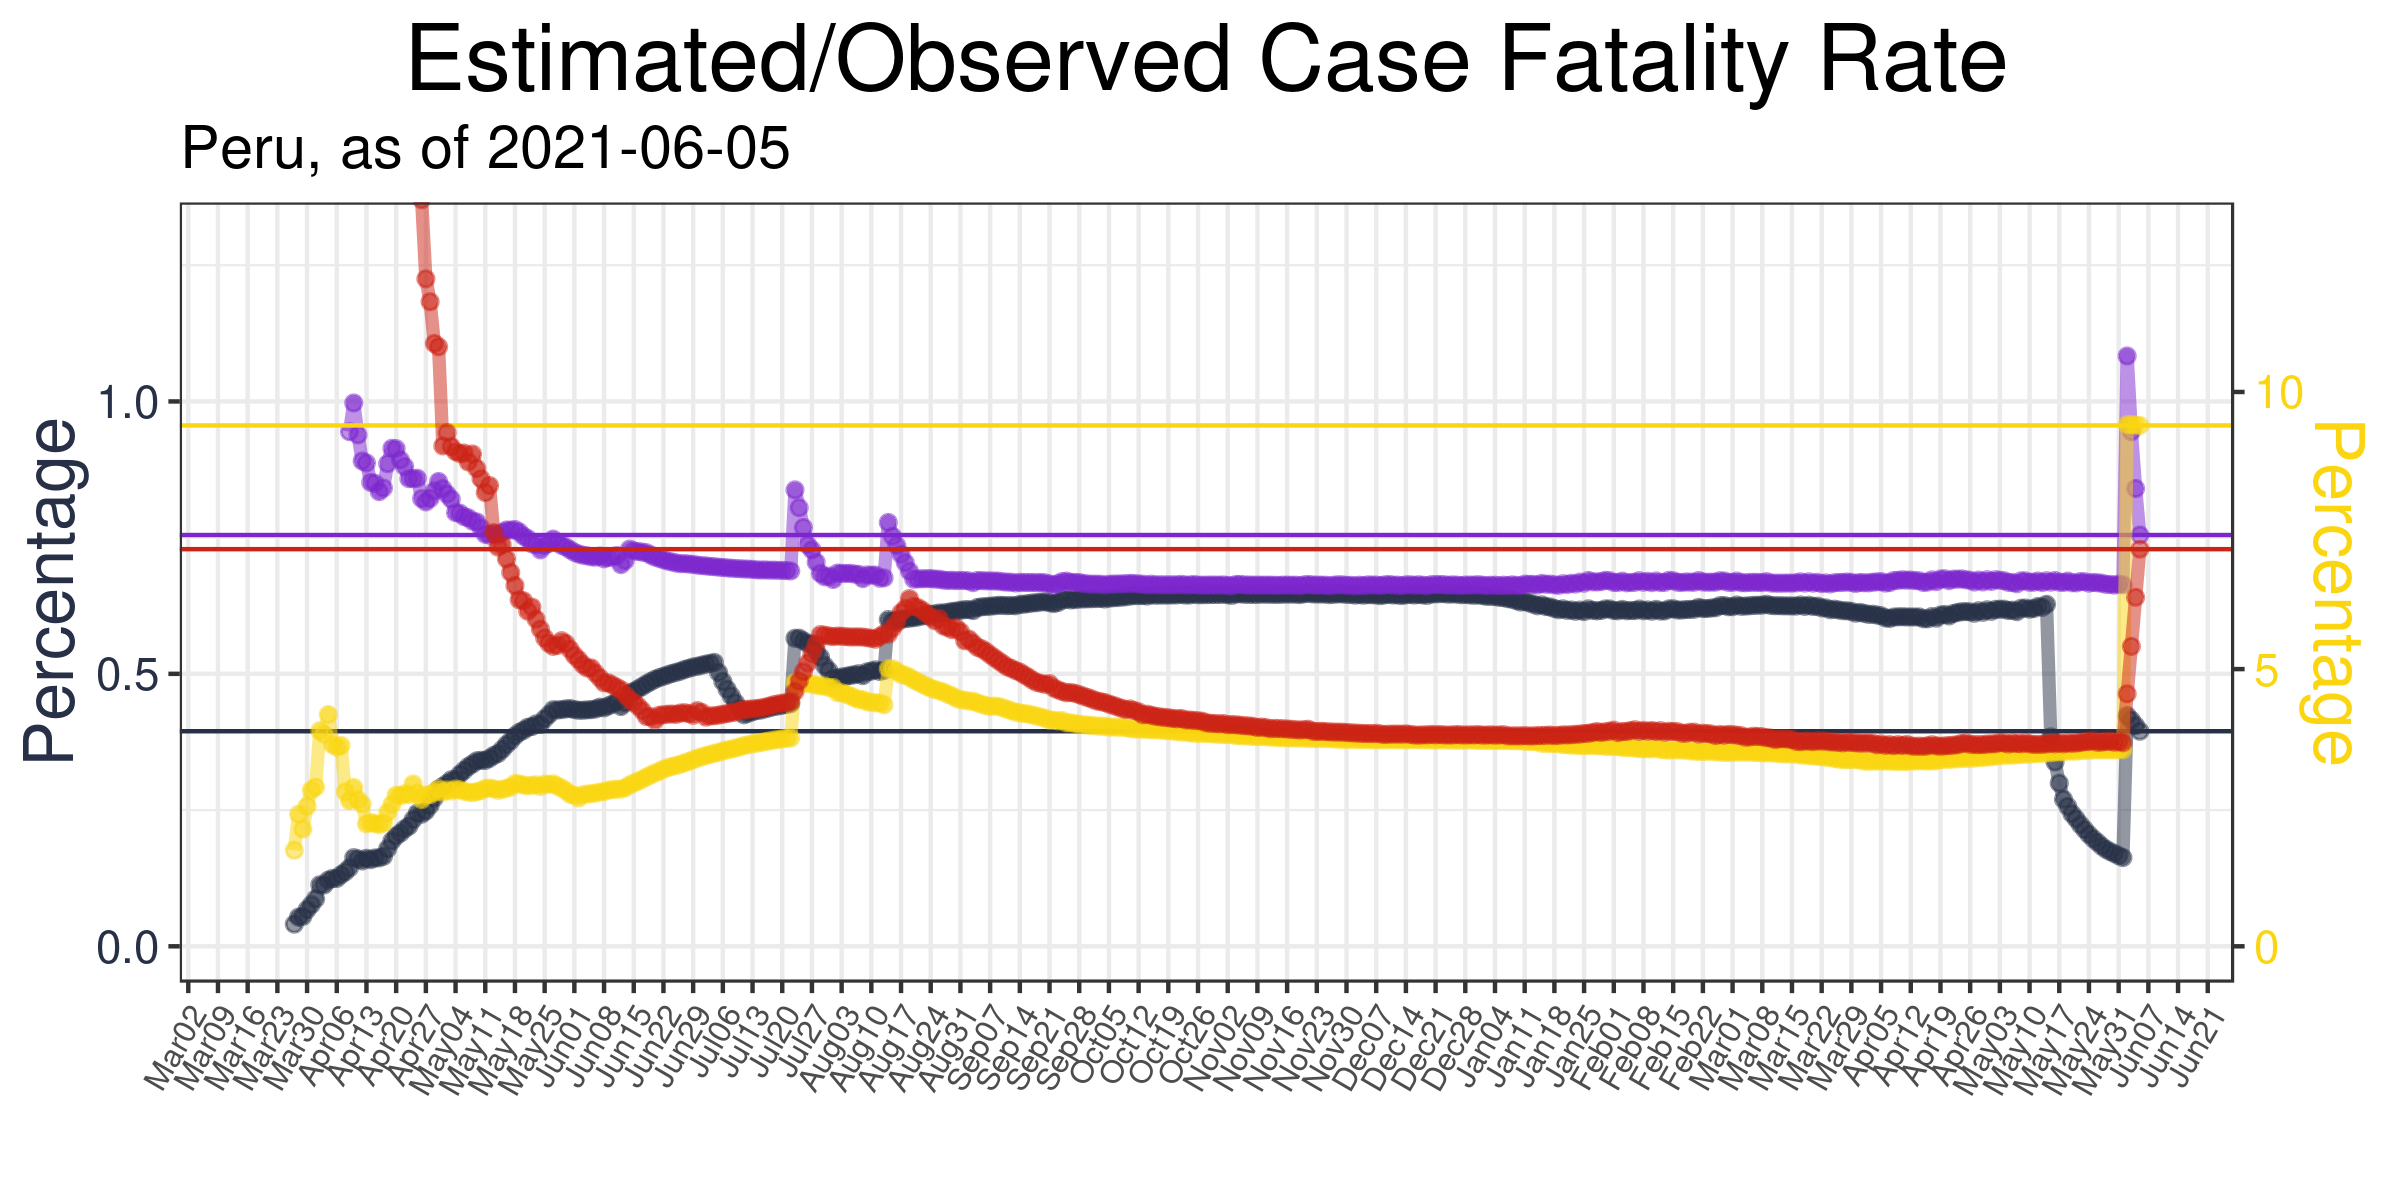 Estimated/Observed Case Fatality Rate
Peru, as of 2021-06-05
Percentage
1.0
0.5
0.0
10
5
0
Percentage
Mar02
Mar09
Mar16
Mar23
Mar30
Apr06
Apr13
Apr20
Apr27
May04
May11
May18
May25
Jun01
Jun08
Jun15
Jun22
Jun29
Jul06
Jul13
Jul20
Jul27
Aug03
Aug10
Aug17
Aug24
Aug31
Sep07
Sep14
Sep21
Sep28
Oct05
Oct12
Oct19
Oct26
Nov02
Nov09
Nov16
Nov23
Nov30
Dec07
Dec14
Dec21
Dec28
Jan04
Jan11
Jan18
Jan25
Feb01
Feb08
Feb15
Feb22
Mar01
Mar08
Mar15
Mar22
Mar29
Apr05
Apr12
Apr19
Apr26
May03
May10
May17
May24
May31
Jun07
Jun14
Jun21